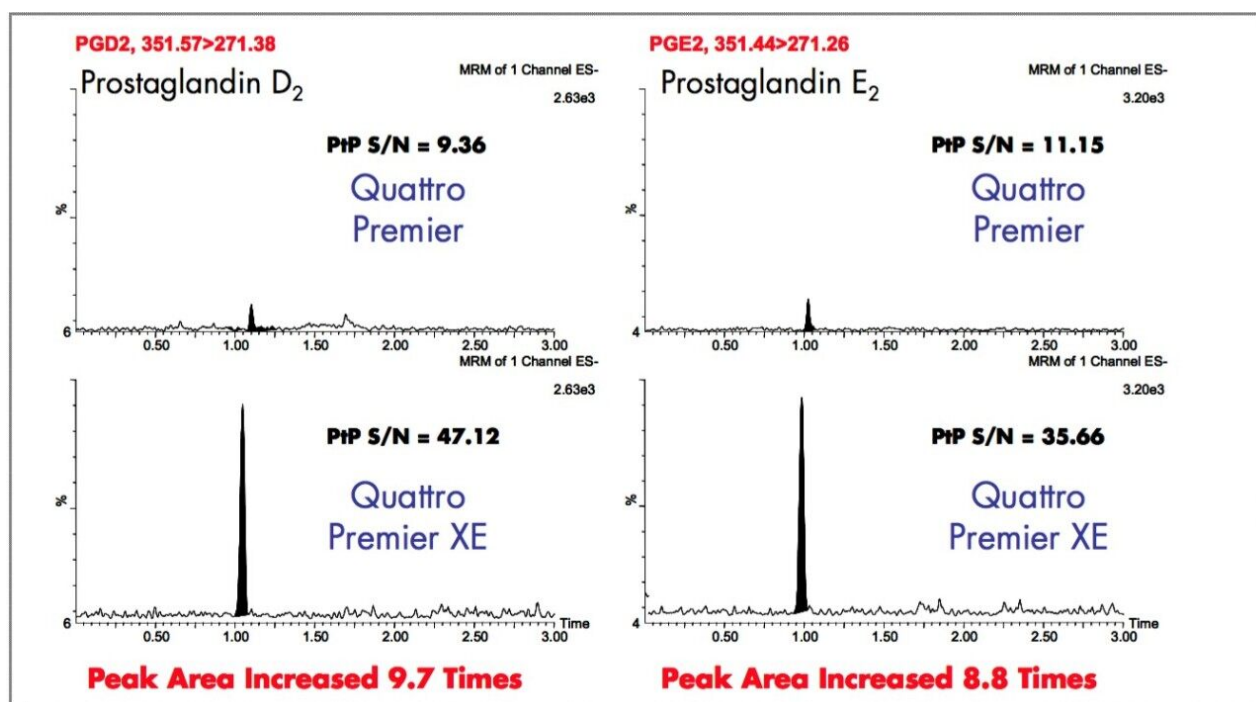 PGD2, 351.57>271.38
MRM of 1 Channel ES-
Prostaglandin D2
2.63e3
PtP S/N = 9.36
Quattro
Premier
%
6
0.50 1.00 1.50 2.00 2.50 3.00
MRM of 1 Channel ES-
2.63e3
PtP S/N = 47.12
Quattro
Premier XE
%
6
Time
0.50 1.00 1.50 2.00 2.50 3.00
Peak Area Increased 9.7 Times
PGE2, 351.44>271.26
MRM of 1 Channel ES-
Prostaglandin E2
3.20e3
PtP S/N = 11.15
Quattro
Premier
%
4
0.50 1.00 1.50 2.00 2.50 3.00
MRM of 1 Channel ES-
3.20e3
PtP S/N = 35.66
Quattro
Premier XE
%
4
Time
0.50 1.00 1.50 2.00 2.50 3.00
Peak Area Increased 8.8 Times